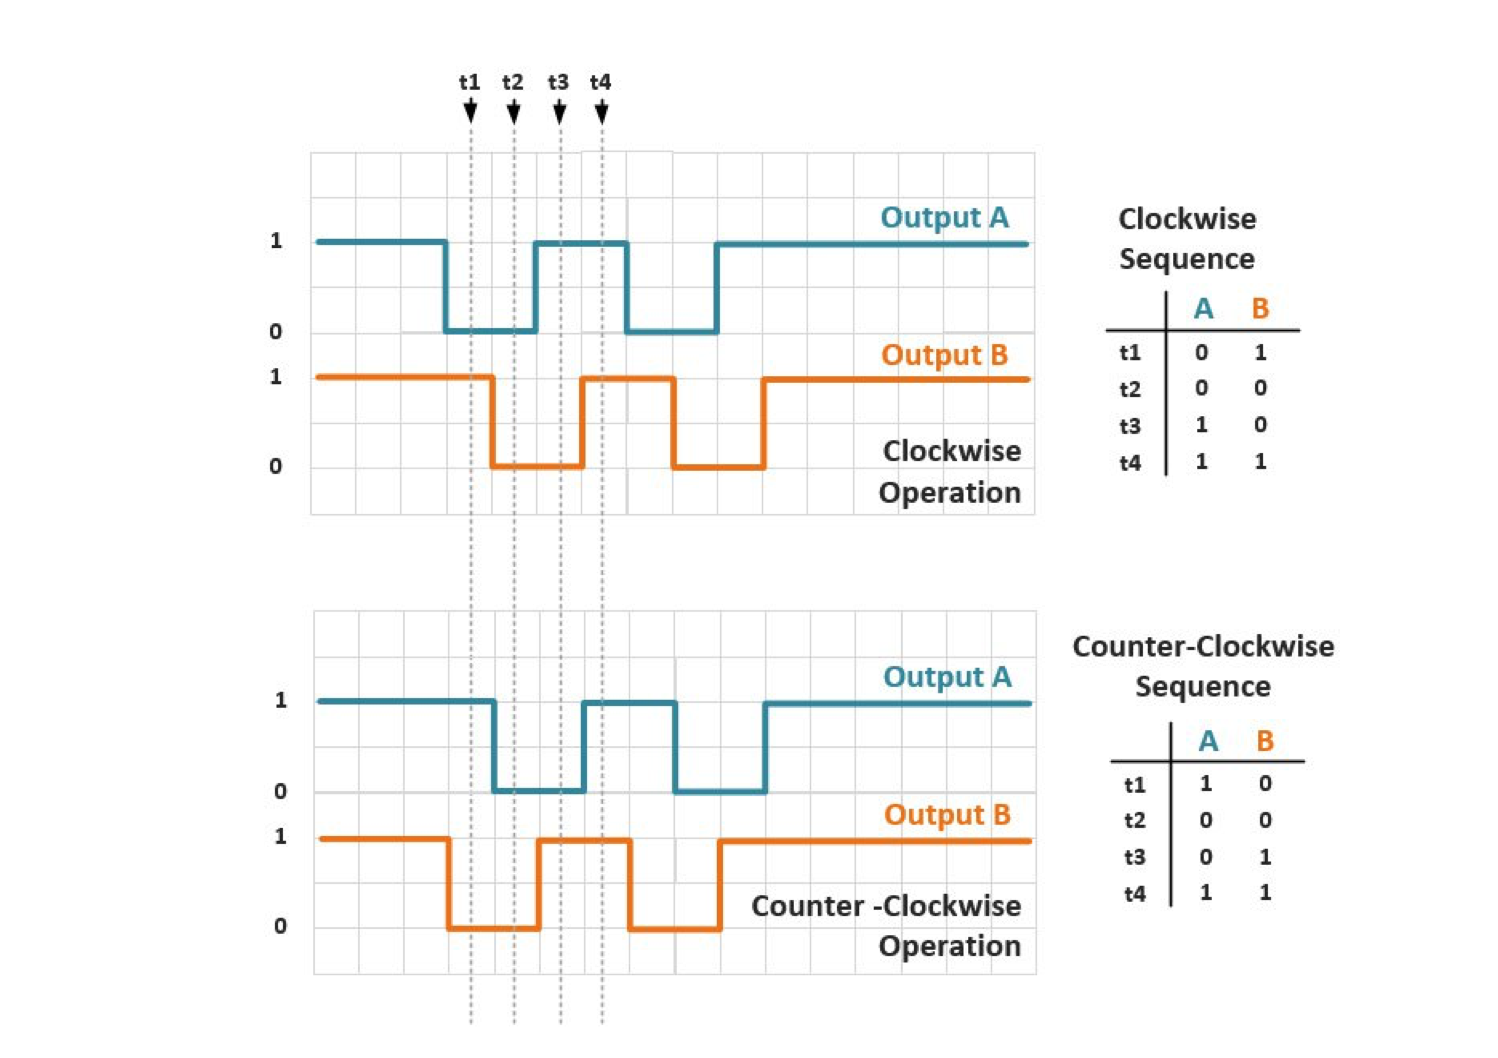 t1 t2 t3 t4
Output A
1
0
Output B
1
0
Clockwise
Operation
Clockwise
Sequence
A B
t1 0 1
t2 0 0
t3 1 0
t4 1 1
Output A
1
0
Output B
1
0
Counter -Clockwise
Operation
Counter-Clockwise
Sequence
A B
t1 1 0
t2 0 0
t3 0 1
t4 1 1